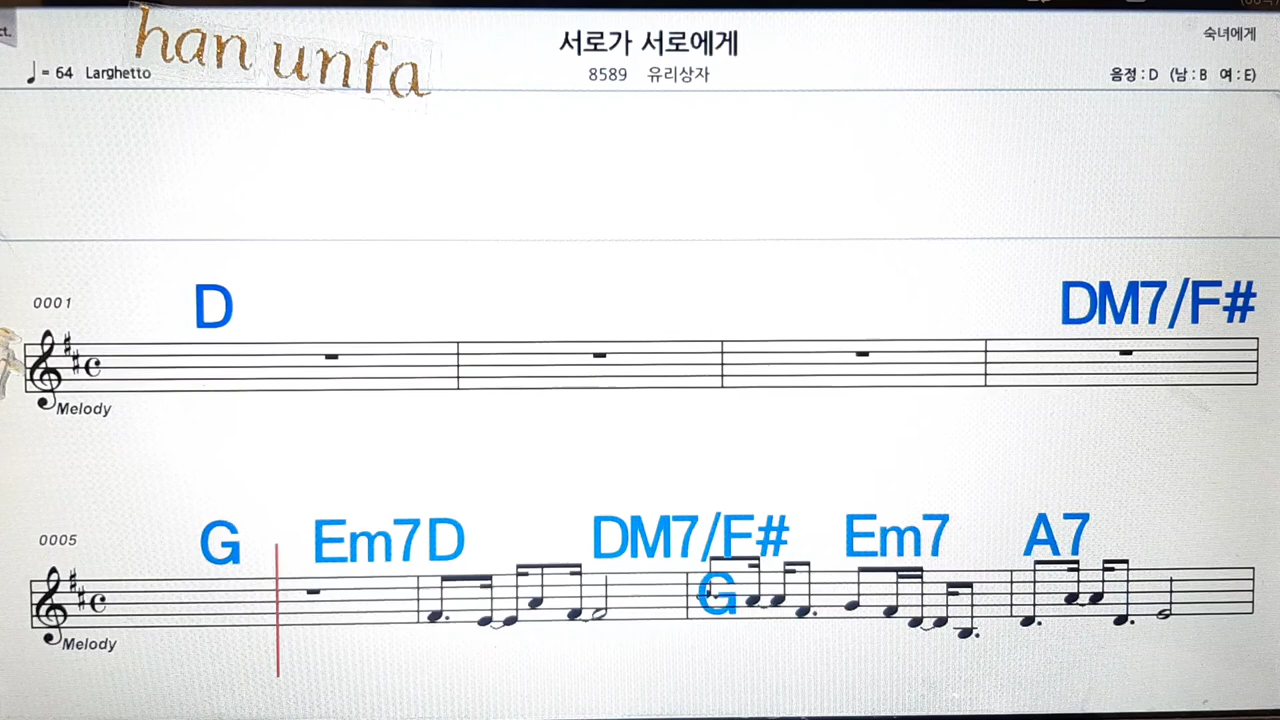 han unfa
서로가 서로에게
숙녀에게
♩= 64 Larghetto
8589 유리상자
음정 : D (남 : B 여 : E)
0001
D DM7/F#
Melody
0005
G Em7 D DM7/F# G Em7 A7
Melody